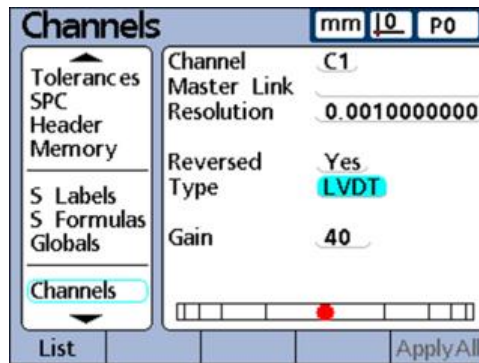 Channels mm 0 P0
Tolerances
SPC
Header
Memory
S Labels
S Formulas
Globals
Channels
Channel C1
Master Link
Resolution 0.0010000000
Reversed Yes
Type LVDT
Gain 40
List Apply All